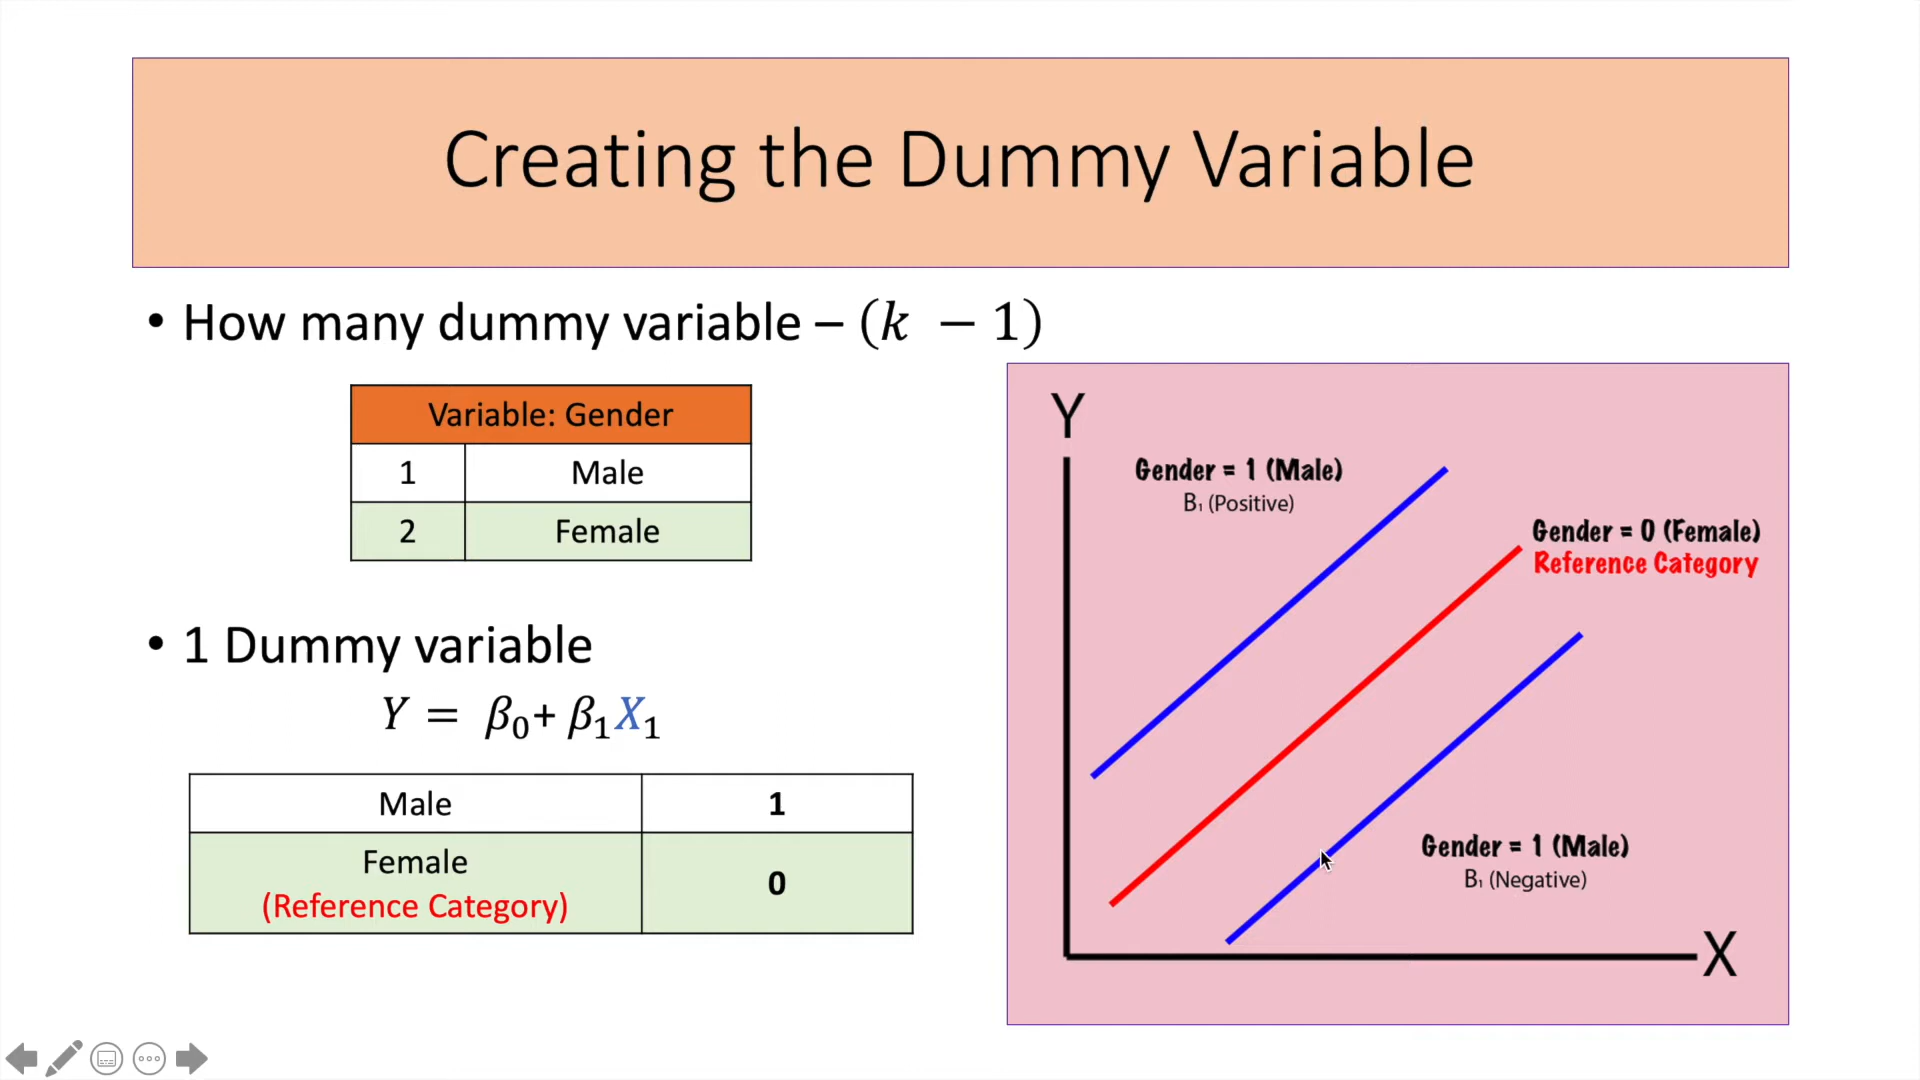 Creating the Dummy Variable
• How many dummy variable – (k − 1)
Variable: Gender
1 Male
2 Female
• 1 Dummy variable
Y = β₀+ β₁X₁
Male 1
Female
(Reference Category)
0
Y
Gender = 1 (Male)
B₁ (Positive)
Gender = 0 (Female)
Reference Category
Gender = 1 (Male)
B₁ (Negative)
X